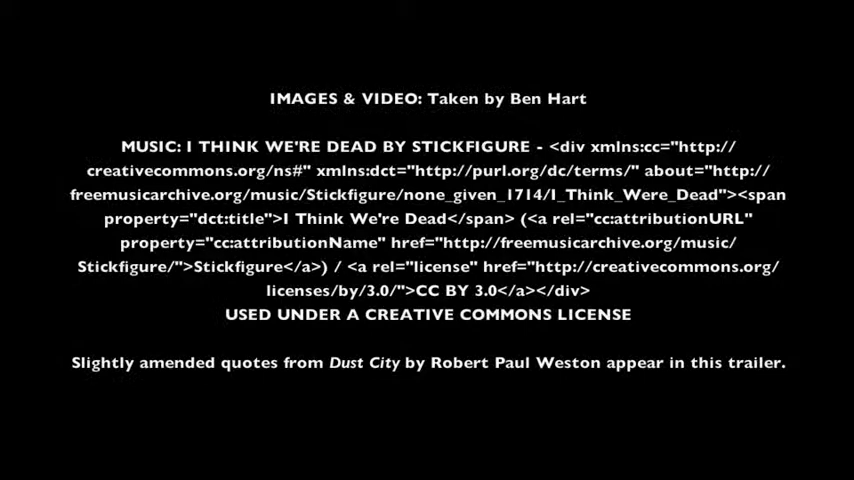 IMAGES & VIDEO: Taken by Ben Hart
MUSIC: I THINK WE'RE DEAD BY STICKFIGURE - <div xmlns:cc="http://
creativecommons.org/ns#" xmlns:dct="http://purl.org/dc/terms/" about="http://
freemusicarchive.org/music/Stickfigure/none_given_1714/I_Think_Were_Dead"><span
property="dct:title">I Think We're Dead</span> (<a rel="cc:attributionURL"
property="cc:attributionName" href="http://freemusicarchive.org/music/
Stickfigure/">Stickfigure</a>) / <a rel="license" href="http://creativecommons.org/
licenses/by/3.0/">CC BY 3.0</a></div>
USED UNDER A CREATIVE COMMONS LICENSE
Slightly amended quotes from Dust City by Robert Paul Weston appear in this trailer.